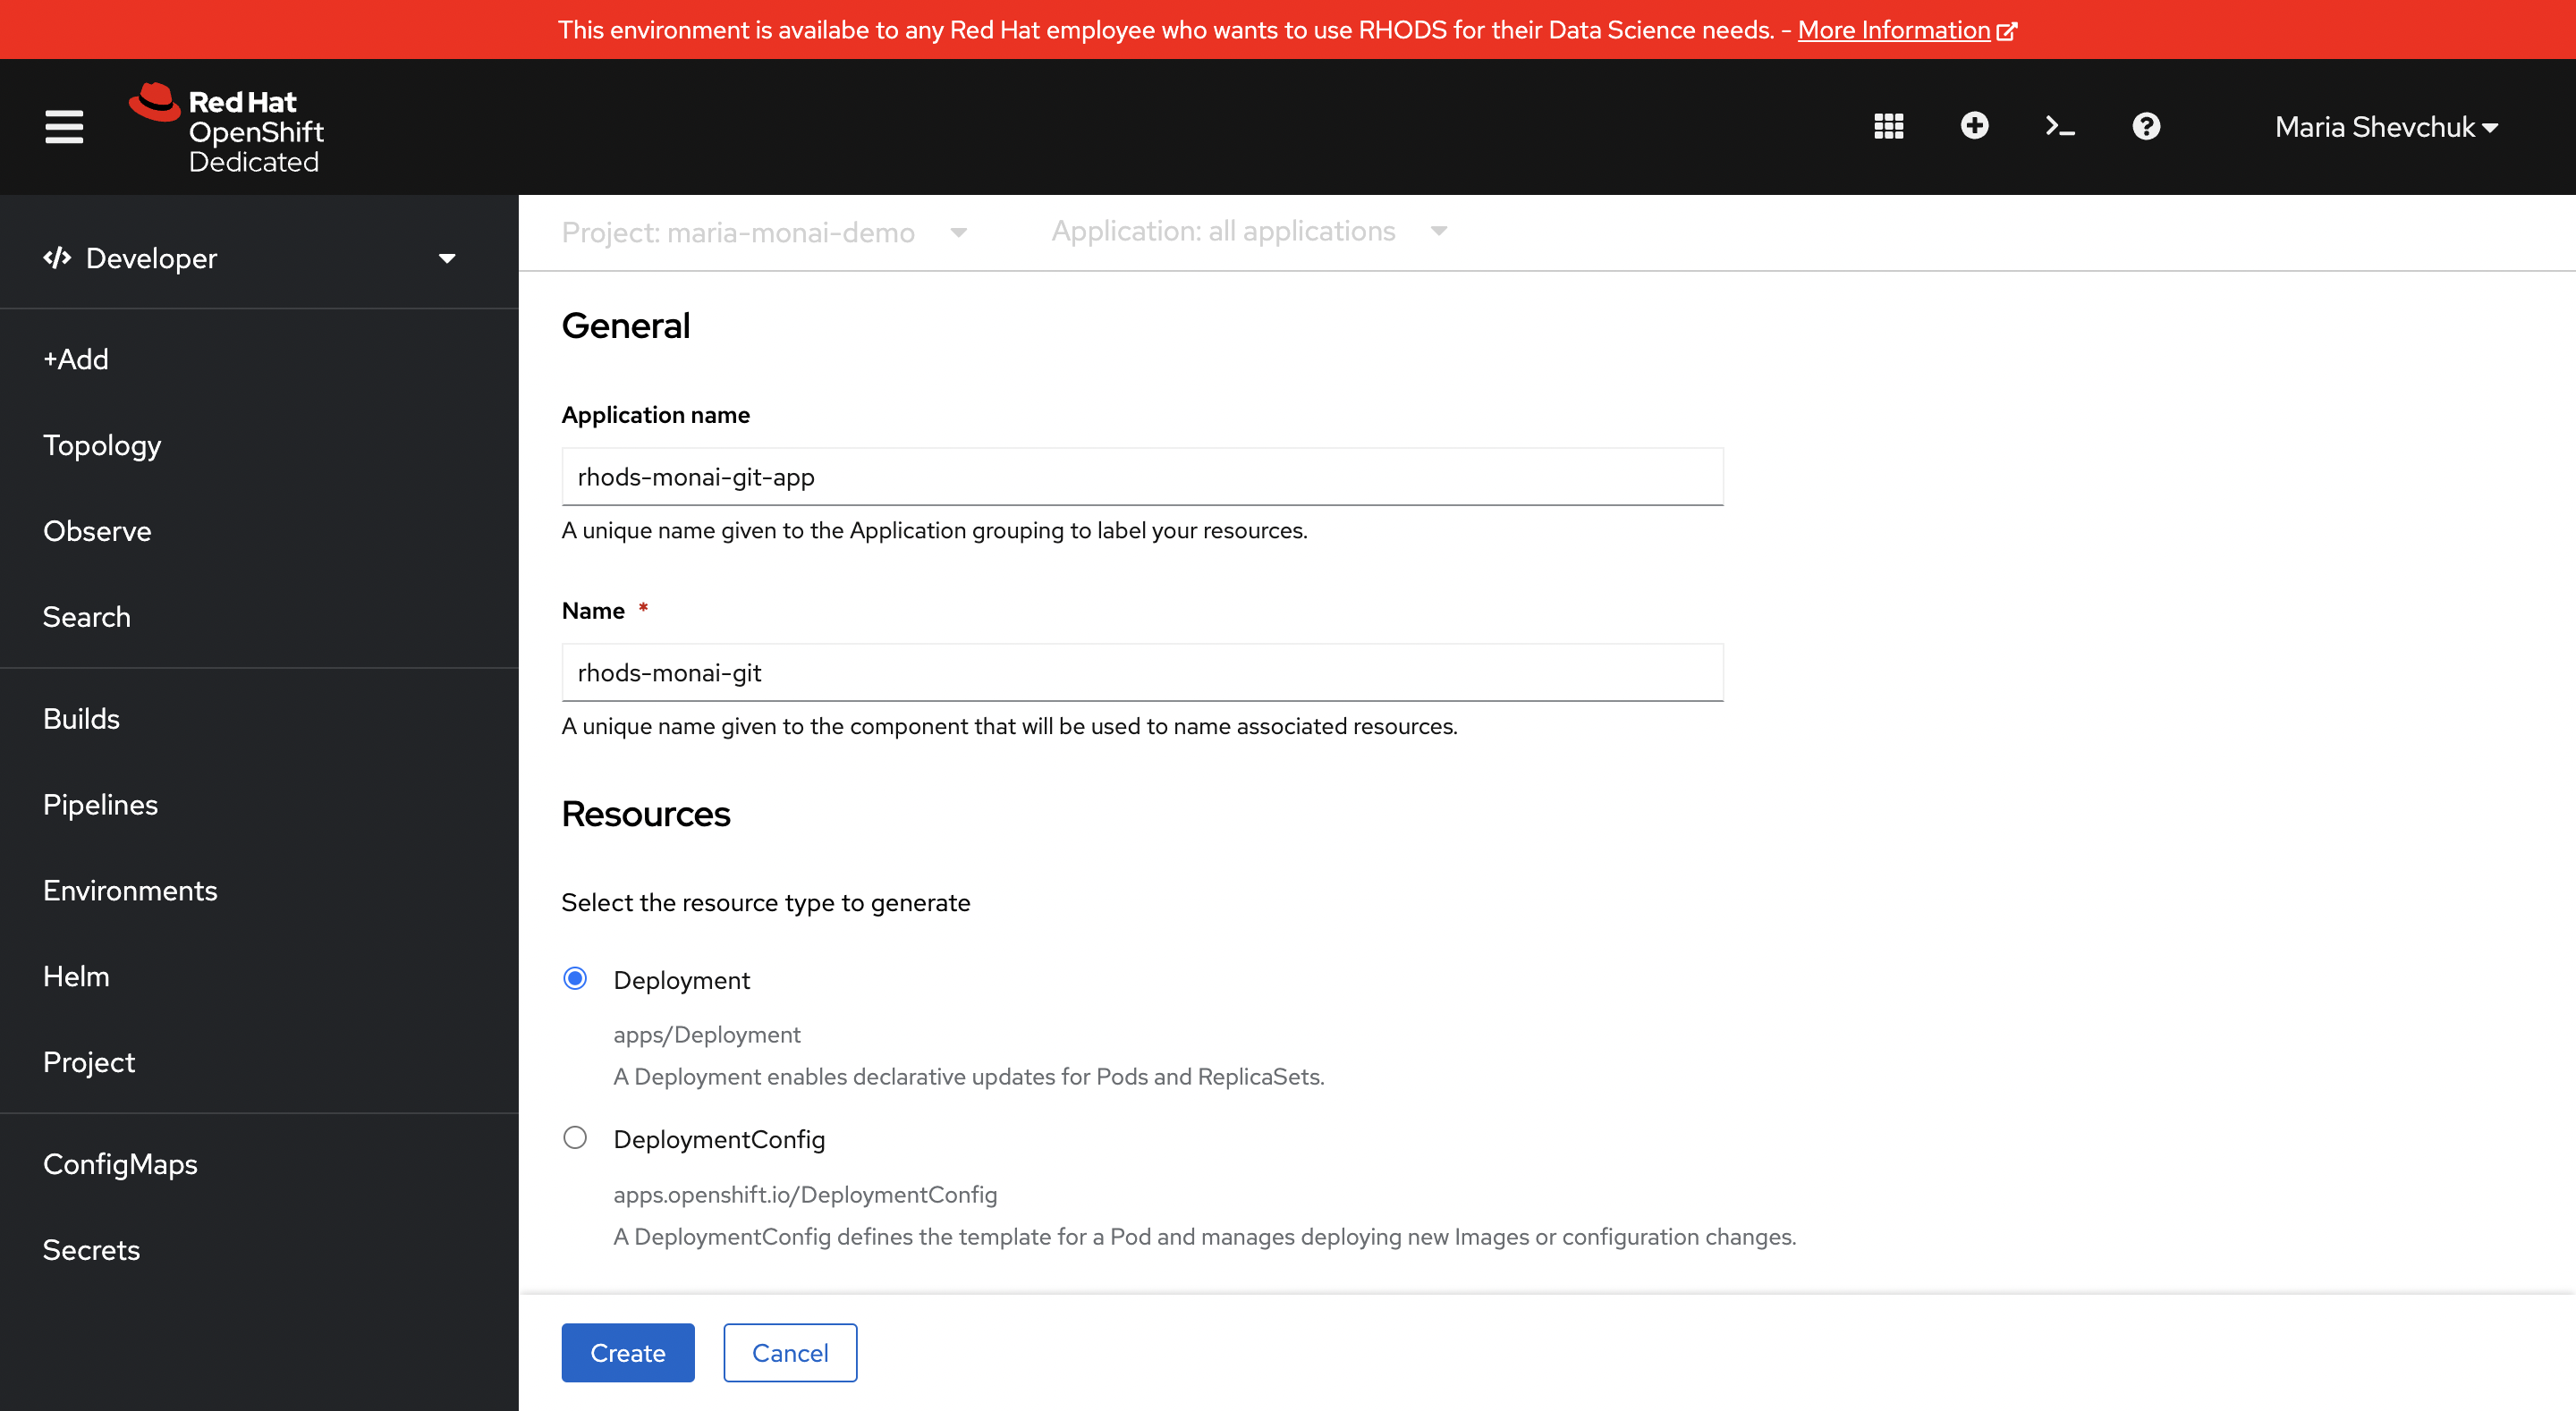 This environment is availabe to any Red Hat employee who wants to use RHODS for their Data Science needs. - More Information
Red Hat
OpenShift
Dedicated
Maria Shevchuk
Developer
+Add
Topology
Observe
Search
Builds
Pipelines
Environments
Helm
Project
ConfigMaps
Secrets
Project: maria-monai-demo
Application: all applications
General
Application name
rhods-monai-git-app
A unique name given to the Application grouping to label your resources.
Name *
rhods-monai-git
A unique name given to the component that will be used to name associated resources.
Resources
Select the resource type to generate
Deployment
apps/Deployment
A Deployment enables declarative updates for Pods and ReplicaSets.
DeploymentConfig
apps.openshift.io/DeploymentConfig
A DeploymentConfig defines the template for a Pod and manages deploying new Images or configuration changes.
Create
Cancel